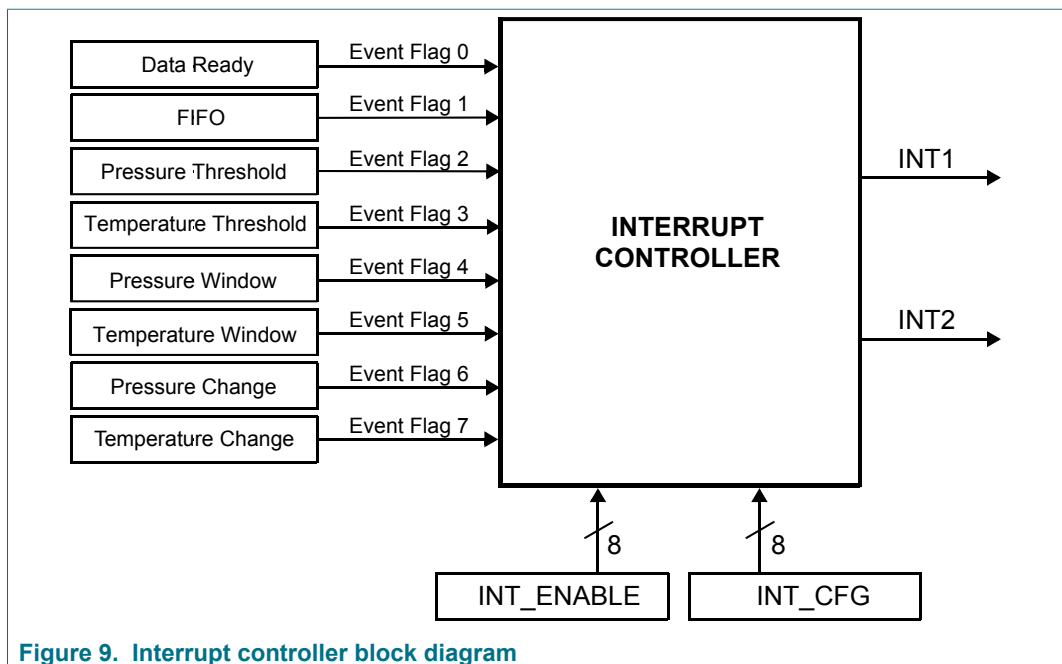 Data Ready
Event Flag 0
FIFO
Event Flag 1
Pressure Threshold
Event Flag 2
Temperature Threshold
Event Flag 3
Pressure Window
Event Flag 4
Temperature Window
Event Flag 5
Pressure Change
Event Flag 6
Temperature Change
Event Flag 7
INTERRUPT
CONTROLLER
INT1
INT2
8
8
INT_ENABLE
INT_CFG
Figure 9. Interrupt controller block diagram